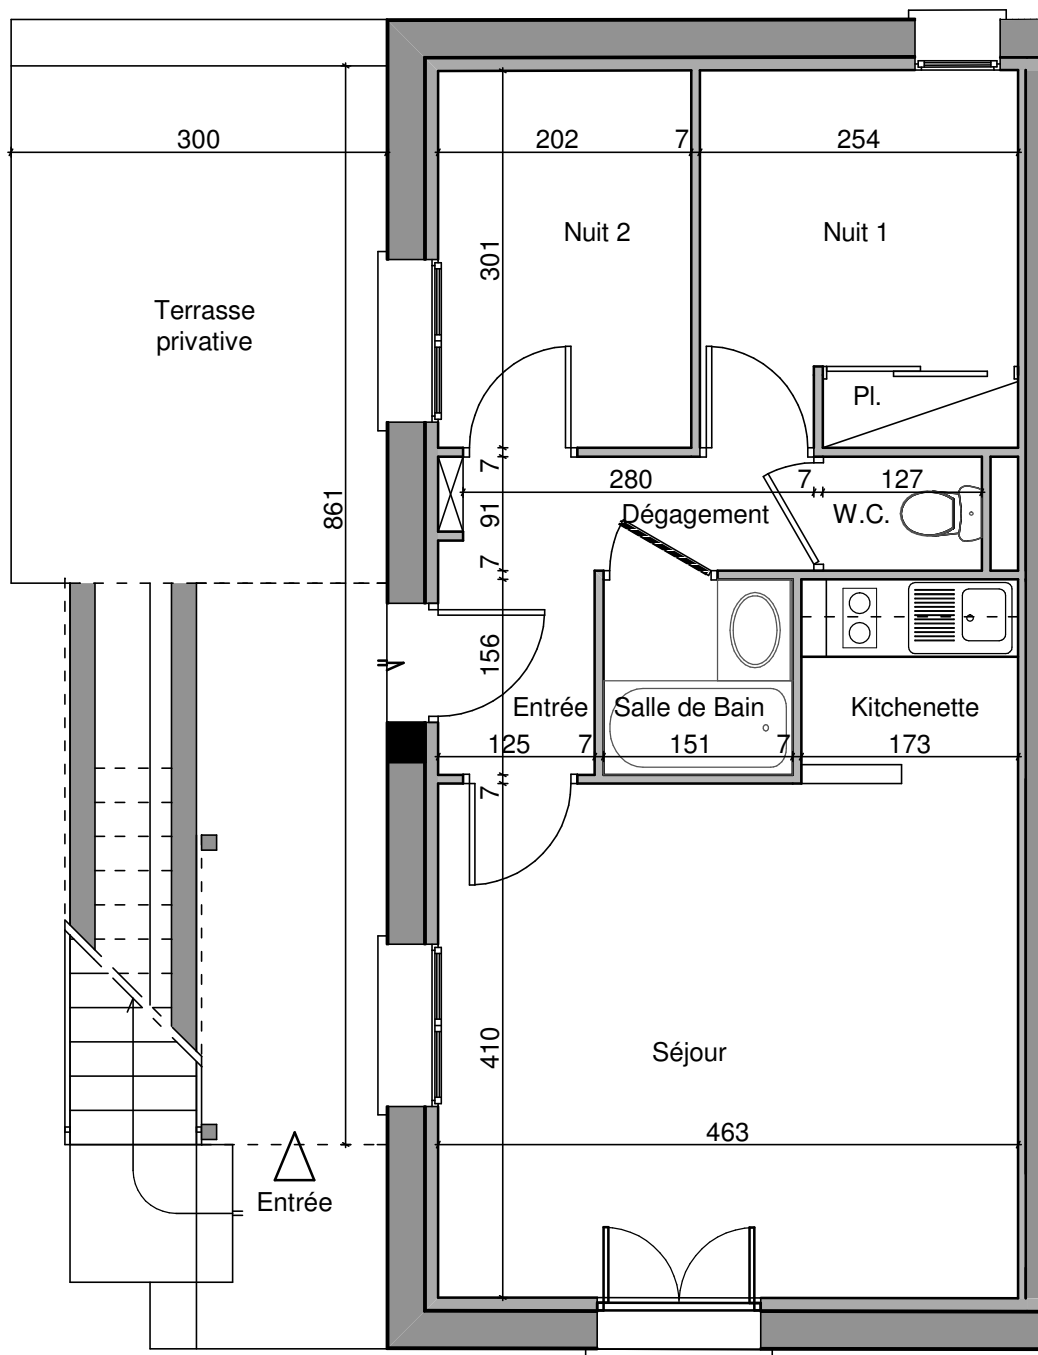 300
202
7
254
Nuit 2
Nuit 1
301
Terrasse
privative
Pl.
7
280
7
127
861
91
Dégagement
W.C.
7
156
Entrée
Salle de Bain
Kitchenette
125
7
151
7
173
7
410
Séjour
463
Entrée